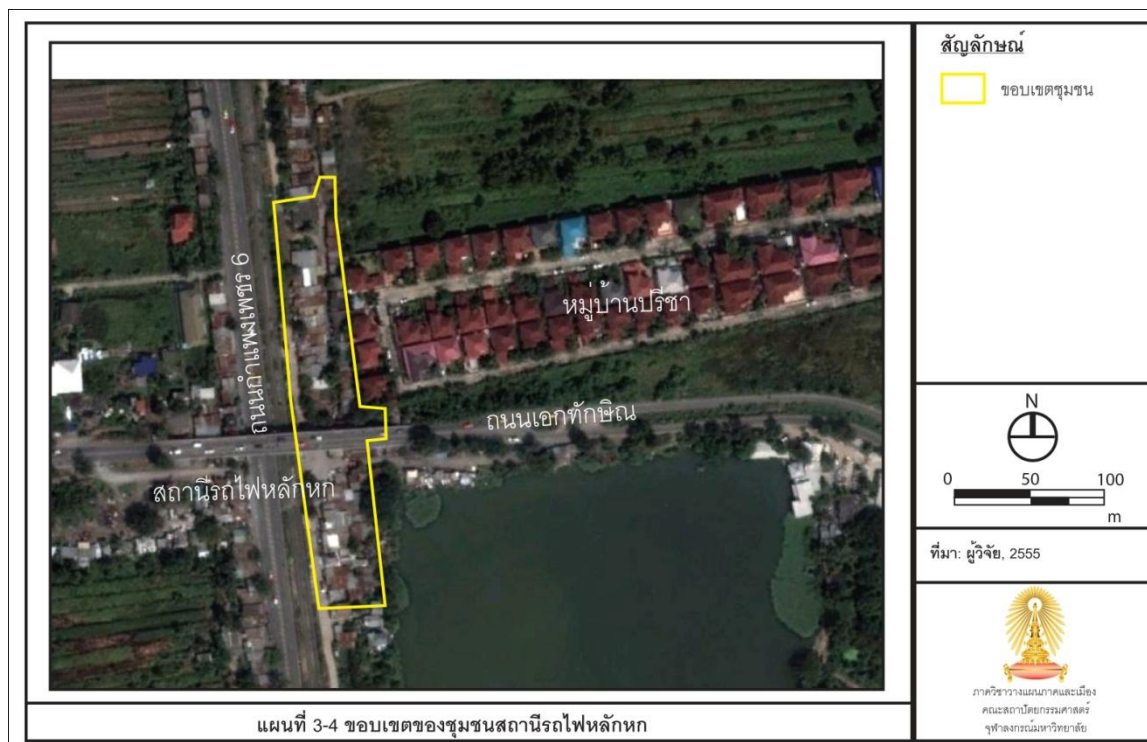 สัญลักษณ์
ขอบเขตชุมชน
ถนนกำแพงเพชร 6
หมู่บ้านปรีชา
ถนนเอกทักษิณ
สถานีรถไฟหลักหก
N
0 50 100
m
ที่มา: ผู้วิจัย, 2555
ภาควิชาวางแผนภาคและเมือง
คณะสถาปัตยกรรมศาสตร์
จุฬาลงกรณ์มหาวิทยาลัย
แผนที่ 3-4 ขอบเขตของชุมชนสถานีรถไฟหลักหก